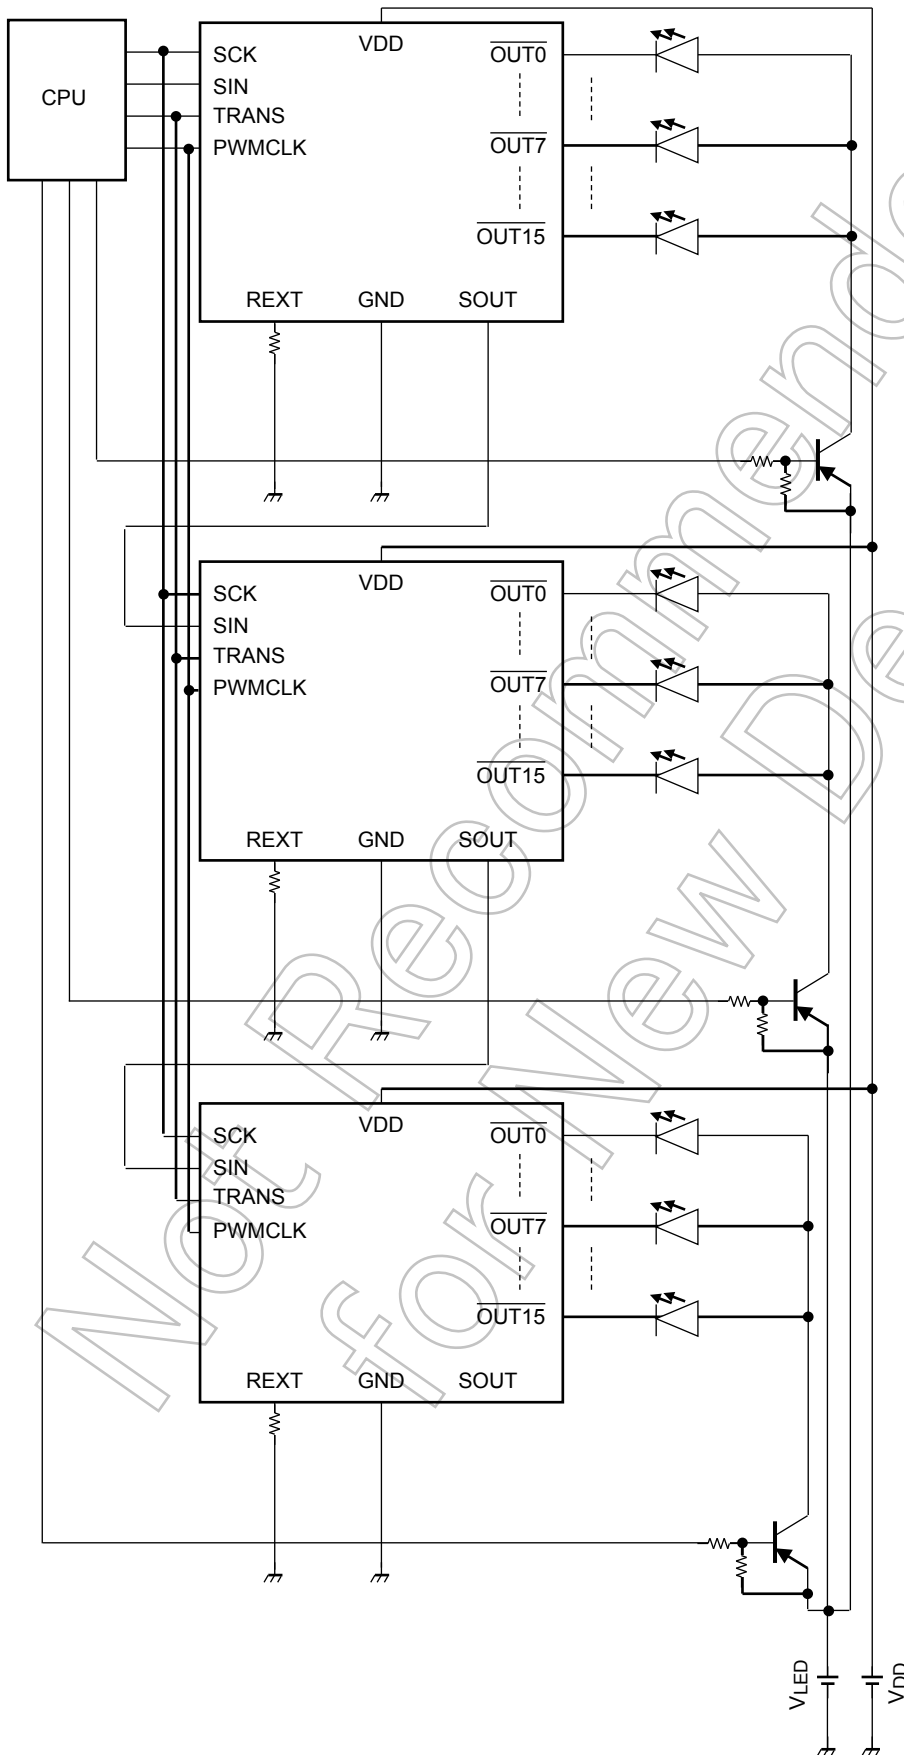 CPU
SCK
SIN
TRANS
PWMCLK
VDD
OUT0
OUT7
OUT15
REXT
GND
SOUT
SCK
SIN
TRANS
PWMCLK
VDD
OUT0
OUT7
OUT15
REXT
GND
SOUT
SCK
SIN
TRANS
PWMCLK
VDD
OUT0
OUT7
OUT15
REXT
GND
SOUT
VLED
VDD
Not Recommende
for New De